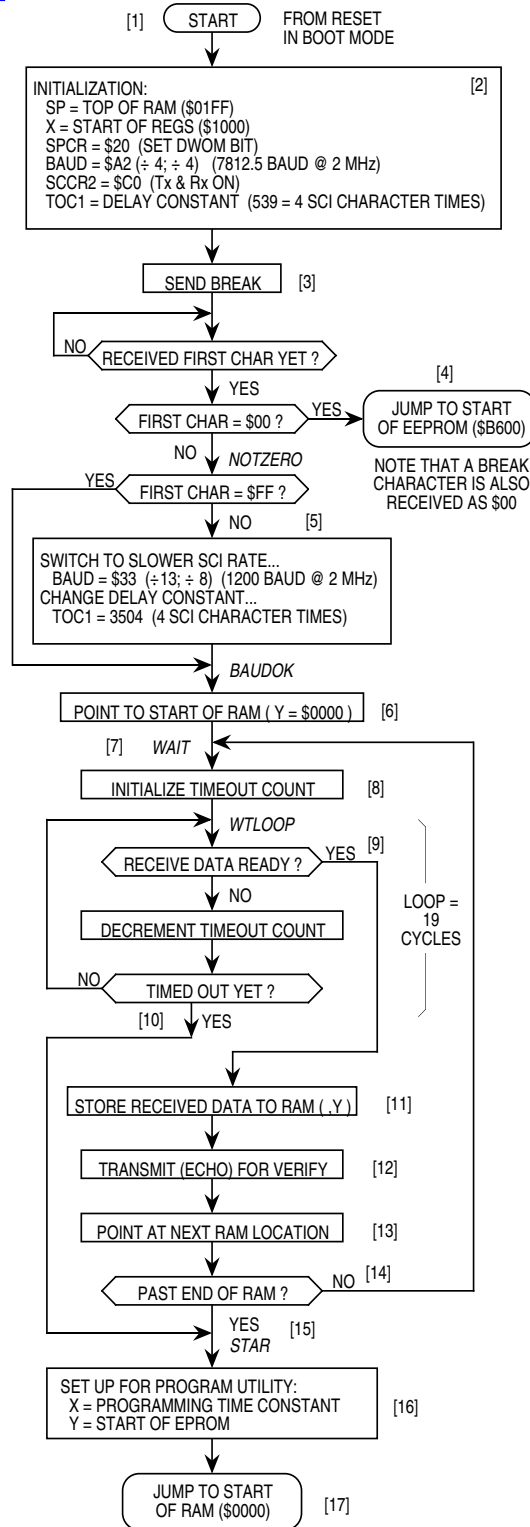 [1]
START
FROM RESET
IN BOOT MODE
INITIALIZATION:
[2]
SP = TOP OF RAM ($01FF)
X = START OF REGS ($1000)
SPCR = $20 (SET DWOM BIT)
BAUD = $A2 (÷ 4; ÷ 4) (7812.5 BAUD @ 2 MHz)
SCCR2 = $C0 (Tx & Rx ON)
TOC1 = DELAY CONSTANT (539 = 4 SCI CHARACTER TIMES)
SEND BREAK
[3]
NO
RECEIVED FIRST CHAR YET ?
YES
[4]
FIRST CHAR = $00 ?
YES
JUMP TO START
OF EEPROM ($B600)
NO
NOTZERO
NOTE THAT A BREAK
CHARACTER IS ALSO
RECEIVED AS $00
YES
FIRST CHAR = $FF ?
NO
[5]
SWITCH TO SLOWER SCI RATE...
BAUD = $33 (÷13; ÷ 8) (1200 BAUD @ 2 MHz)
CHANGE DELAY CONSTANT...
TOC1 = 3504 (4 SCI CHARACTER TIMES)
BAUDOK
POINT TO START OF RAM ( Y = $0000 )
[6]
[7]
WAIT
INITIALIZE TIMEOUT COUNT
[8]
WTLOOP
RECEIVE DATA READY ?
YES
[9]
NO
LOOP =
19
CYCLES
DECREMENT TIMEOUT COUNT
NO
TIMED OUT YET ?
[10]
YES
STORE RECEIVED DATA TO RAM ( ,Y )
[11]
TRANSMIT (ECHO) FOR VERIFY
[12]
POINT AT NEXT RAM LOCATION
[13]
PAST END OF RAM ?
NO
[14]
YES
[15]
STAR
SET UP FOR PROGRAM UTILITY:
X = PROGRAMMING TIME CONSTANT
Y = START OF EPROM
[16]
JUMP TO START
OF RAM ($0000)
[17]